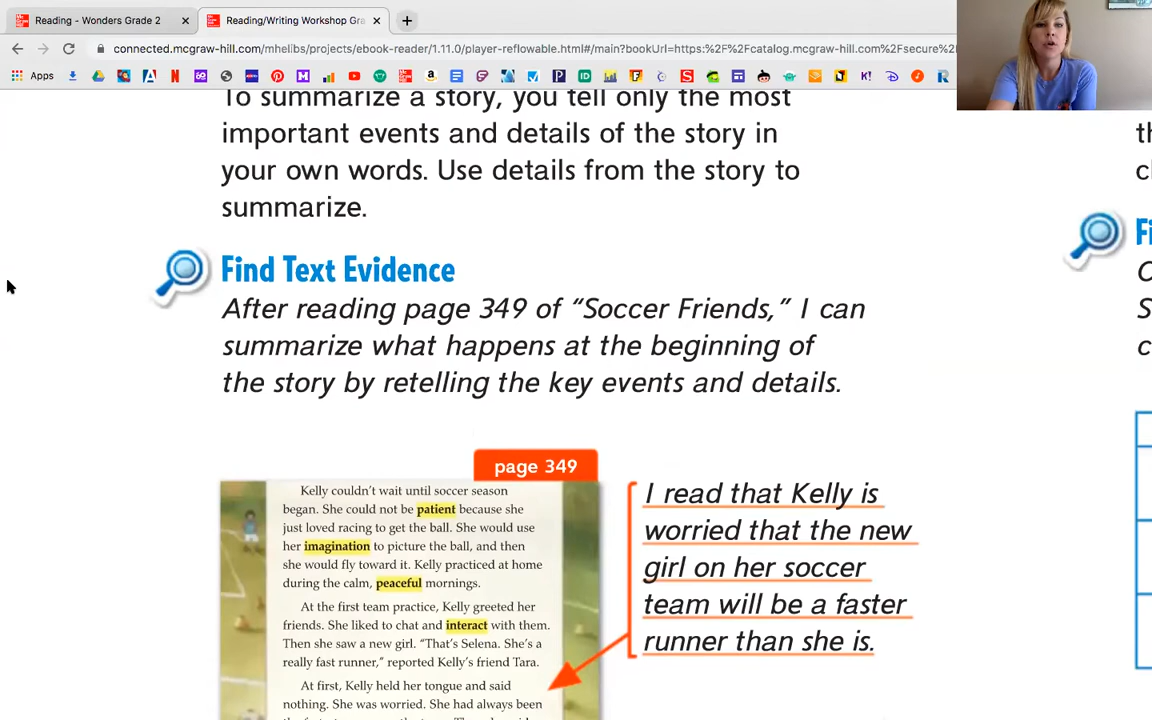 Reading - Wonders Grade 2
Reading/Writing Workshop Gra
connected.mcgraw-hill.com/mhelibs/projects/ebook-reader/1.11.0/player-reflowable.html#/main?bookUrl=https:%2F%2Fcatalog.mcgraw-hill.com%2Fsecure%2F
Apps
To summarize a story, you tell only the most
important events and details of the story in
your own words. Use details from the story to
summarize.
Find Text Evidence
After reading page 349 of “Soccer Friends,” I can
summarize what happens at the beginning of
the story by retelling the key events and details.
page 349
Kelly couldn’t wait until soccer season
began. She could not be patient because she
just loved racing to get the ball. She would use
her imagination to picture the ball, and then
she would fly toward it. Kelly practiced at home
during the calm, peaceful mornings.
At the first team practice, Kelly greeted her
friends. She liked to chat and interact with them.
Then she saw a new girl. “That’s Selena. She’s a
really fast runner,” reported Kelly’s friend Tara.
At first, Kelly held her tongue and said
nothing. She was worried. She had always been
I read that Kelly is
worried that the new
girl on her soccer
team will be a faster
runner than she is.